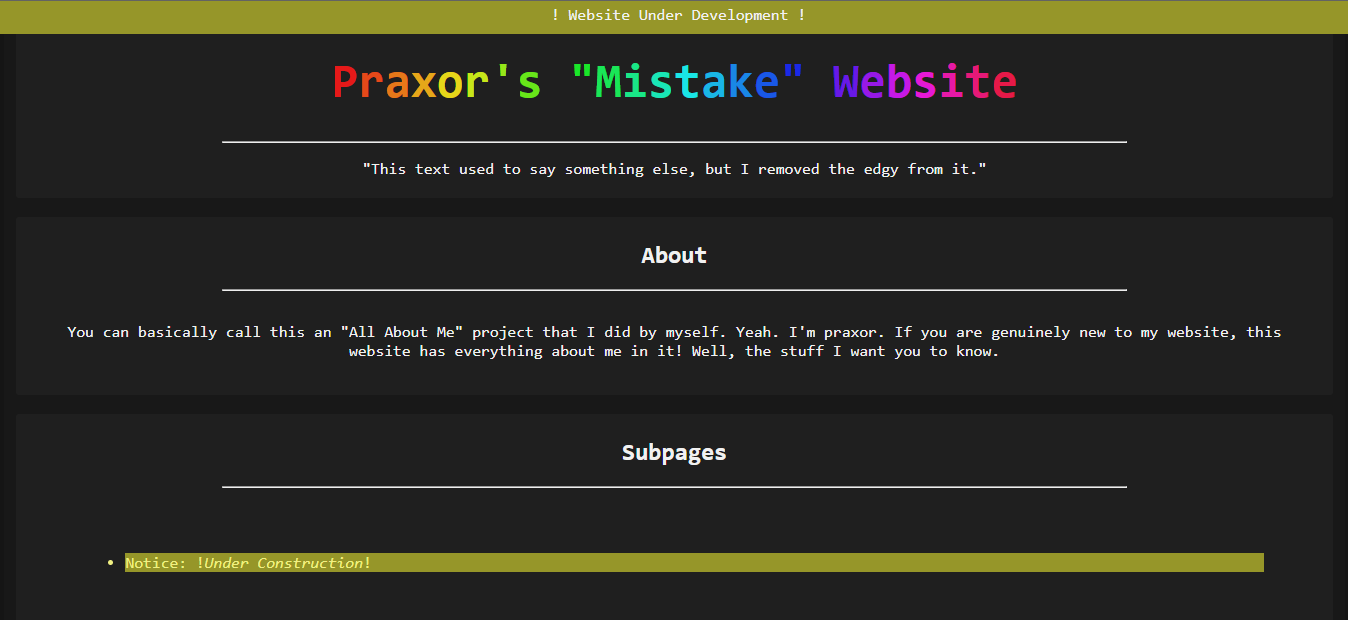 ! Website Under Development !
Praxor's "Mistake" Website
"This text used to say something else, but I removed the edgy from it."
About
You can basically call this an "All About Me" project that I did by myself. Yeah. I'm praxor. If you are genuinely new to my website, this
website has everything about me in it! Well, the stuff I want you to know.
Subpages
• Notice: !Under Construction!